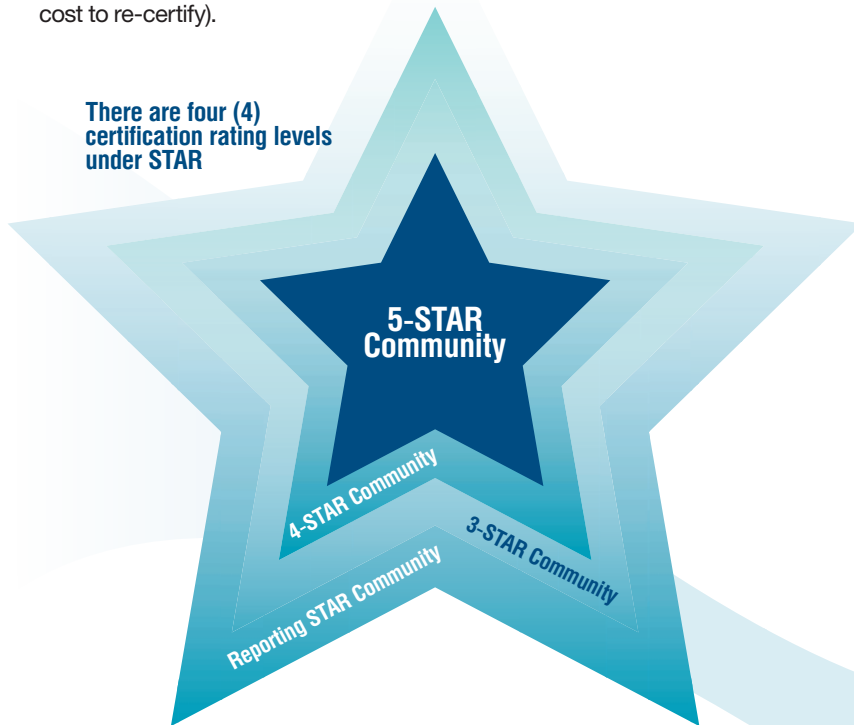 cost to re-certify).
There are four (4)
certification rating levels
under STAR
5-STAR
Community
4-STAR Community
3-STAR Community
Reporting STAR Community